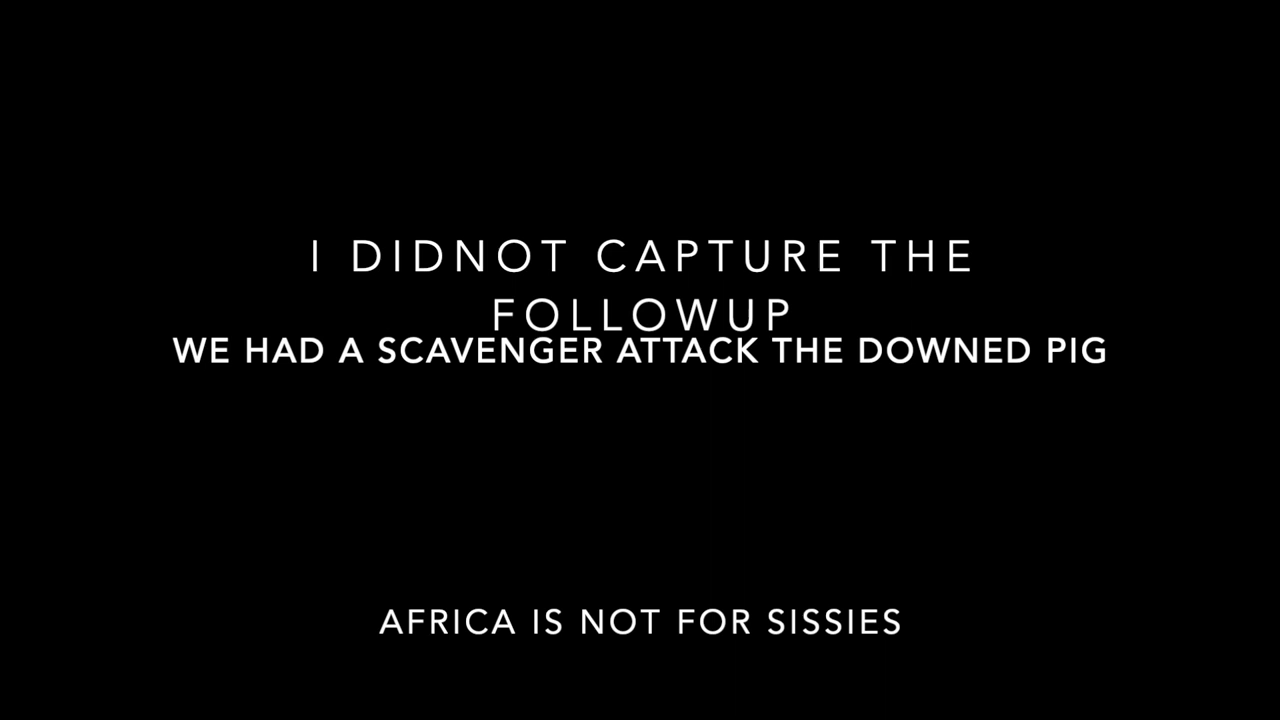 I DIDNOT CAPTURE THE
FOLLOWUP
WE HAD A SCAVENGER ATTACK THE DOWNED PIG
AFRICA IS NOT FOR SISSIES